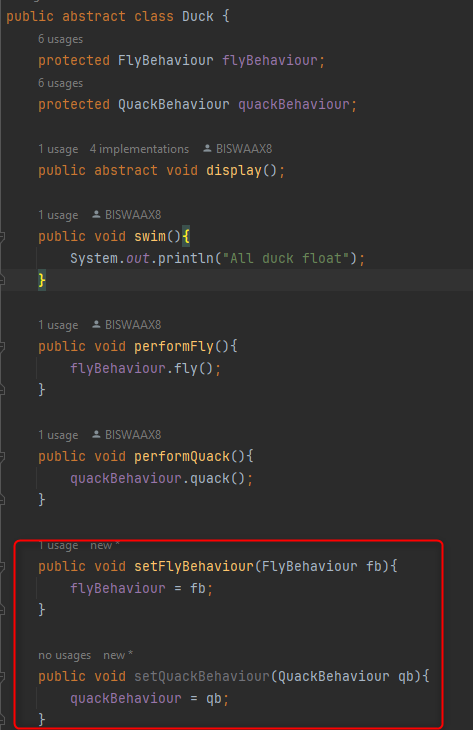 public abstract class Duck {
6 usages
protected FlyBehaviour flyBehaviour;
6 usages
protected QuackBehaviour quackBehaviour;
1 usage 4 implementations BISWAAX8
public abstract void display();
1 usage BISWAAX8
public void swim(){
System.out.println("All duck float");
}
1 usage BISWAAX8
public void performFly(){
flyBehaviour.fly();
}
1 usage BISWAAX8
public void performQuack(){
quackBehaviour.quack();
}
1 usage new *
public void setFlyBehaviour(FlyBehaviour fb){
flyBehaviour = fb;
}
no usages new *
public void setQuackBehaviour(QuackBehaviour qb){
quackBehaviour = qb;
}